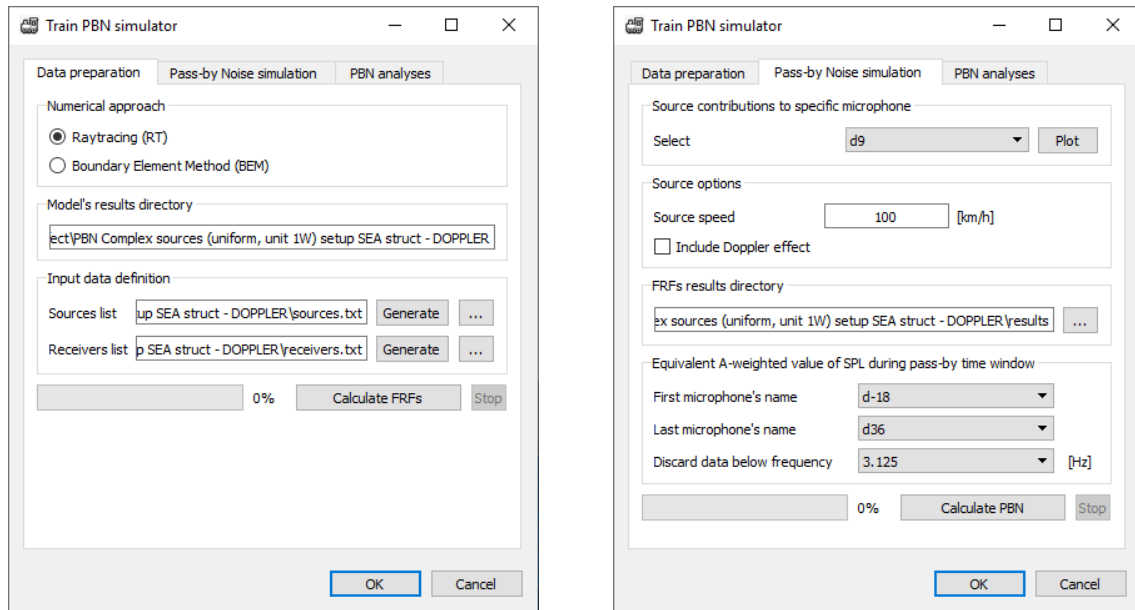 Train PBN simulator
Data preparation Pass-by Noise simulation PBN analyses
Numerical approach
Raytracing (RT)
Boundary Element Method (BEM)
Model's results directory
ect\PBN Complex sources (uniform, unit 1W) setup SEA struct - DOPPLER
Input data definition
Sources list up SEA struct - DOPPLER\sources.txt Generate ...
Receivers list p SEA struct - DOPPLER\receivers.txt Generate ...
0% Calculate FRFs Stop
OK Cancel
Train PBN simulator
Data preparation Pass-by Noise simulation PBN analyses
Source contributions to specific microphone
Select d9 Plot
Source options
Source speed 100 [km/h]
Include Doppler effect
FRFs results directory
ex sources (uniform, unit 1W) setup SEA struct - DOPPLER\results ...
Equivalent A-weighted value of SPL during pass-by time window
First microphone's name d-18
Last microphone's name d36
Discard data below frequency 3.125 [Hz]
0% Calculate PBN Stop
OK Cancel